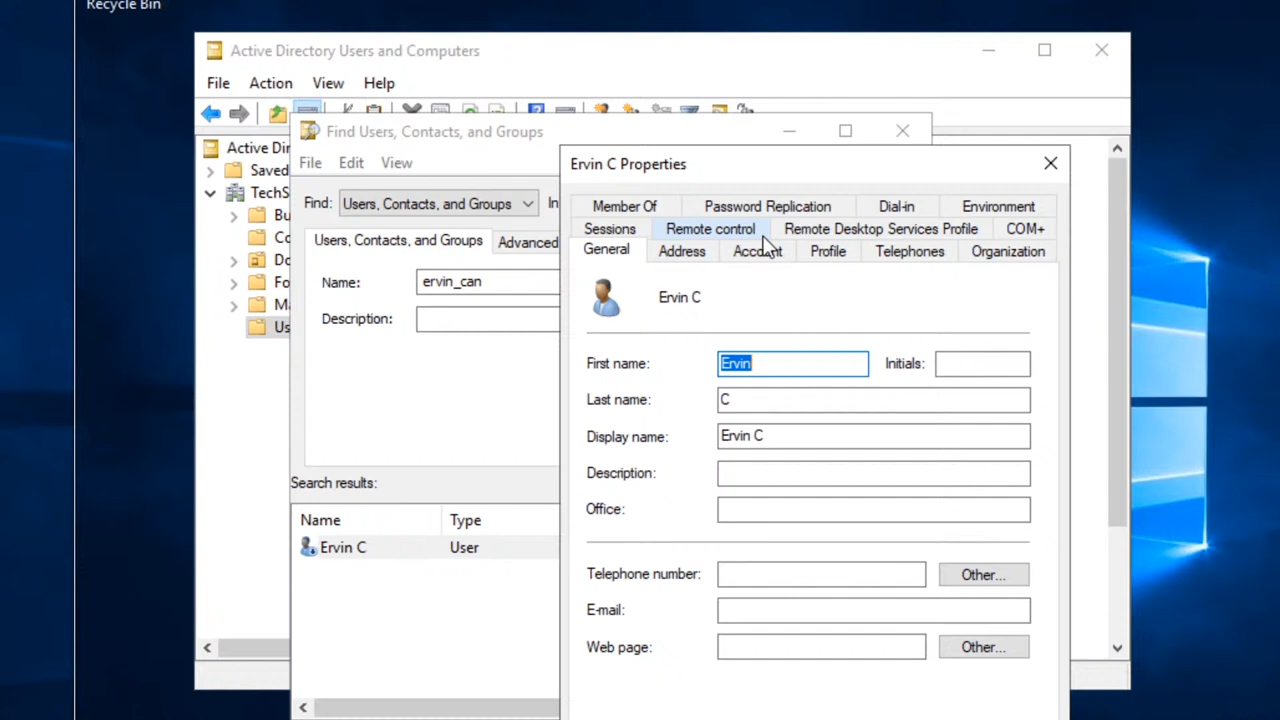 Recycle Bin
Active Directory Users and Computers
File Action View Help
Active Dir
Saved
TechS
Bu
Co
Do
Fo
Ma
Us
Find Users, Contacts, and Groups
File Edit View
Find: Users, Contacts, and Groups In
Users, Contacts, and Groups Advanced
Name: ervin_can
Description:
Search results:
Name Type
Ervin C User
Ervin C Properties
Member Of Password Replication Dial-in Environment
Sessions Remote control Remote Desktop Services Profile COM+
General Address Account Profile Telephones Organization
Ervin C
First name: Ervin Initials:
Last name: C
Display name: Ervin C
Description:
Office:
Telephone number: Other...
E-mail:
Web page: Other...